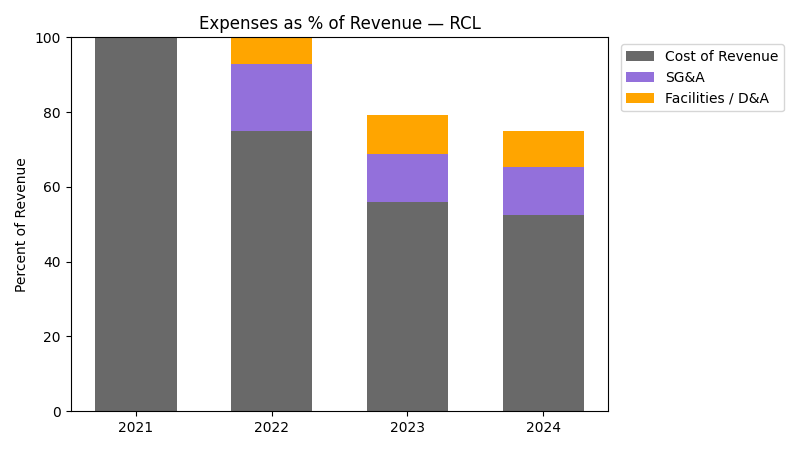 Expenses as % of Revenue — RCL
Percent of Revenue
100
80
60
40
20
0
2021 2022 2023 2024
Cost of Revenue
SG&A
Facilities / D&A